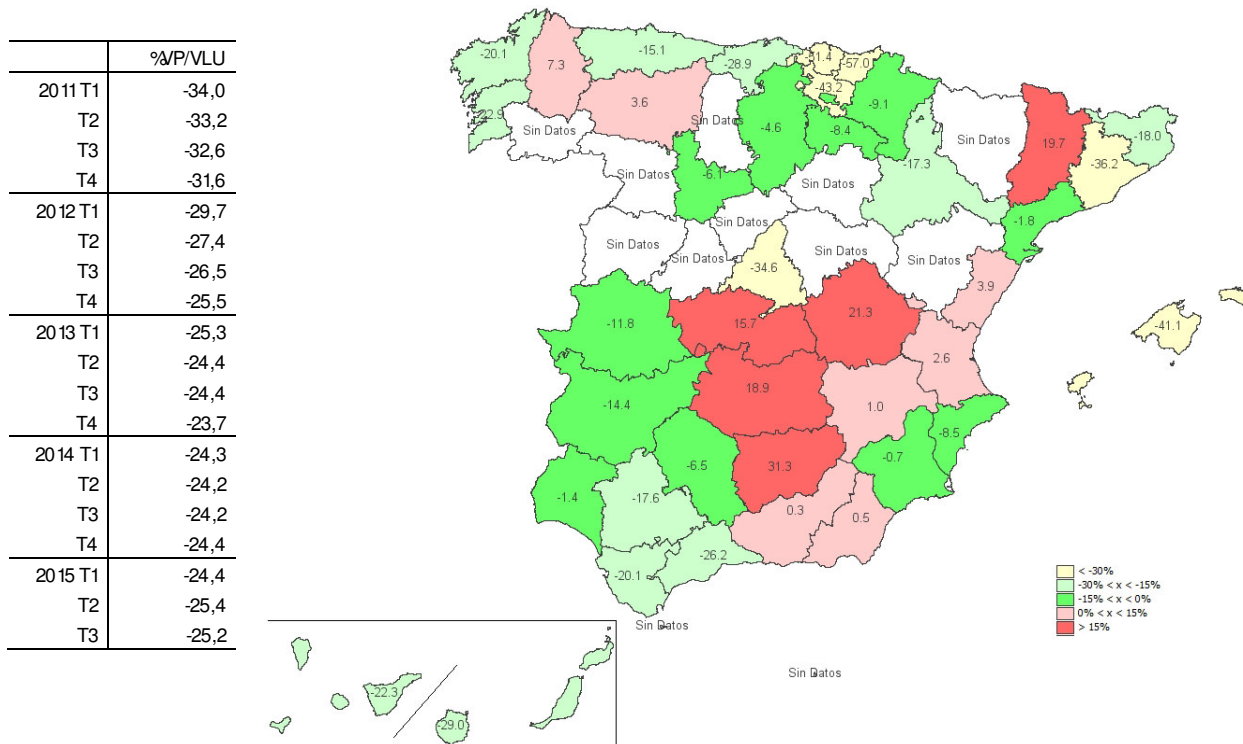 %VP/VLU
2011 T1 -34,0
T2 -33,2
T3 -32,6
T4 -31,6
2012 T1 -29,7
T2 -27,4
T3 -26,5
T4 -25,5
2013 T1 -25,3
T2 -24,4
T3 -24,4
T4 -23,7
2014 T1 -24,3
T2 -24,2
T3 -24,2
T4 -24,4
2015 T1 -24,4
T2 -25,4
T3 -25,2
-20.1
7.3
-15.1
-28.9
-57.0
-43.2
3.6
-9.1
-22.9
Sin Datos
Sin Datos
-4.6
-8.4
Sin Datos
19.7
-18.0
-36.2
-17.3
Sin Datos
-6.1
Sin Datos
-1.8
Sin Datos
Sin Datos
Sin Datos
Sin Datos
Sin Datos
-34.6
3.9
-11.8
15.7
21.3
-41.1
2.6
18.9
-14.4
1.0
-8.5
-0.7
-6.5
31.3
-1.4
-17.6
0.3
0.5
-26.2
-20.1
Sin Datos
Sin Datos
-22.3
-29.0
< -30%
-30% < x < -15%
-15% < x < 0%
0% < x < 15%
> 15%